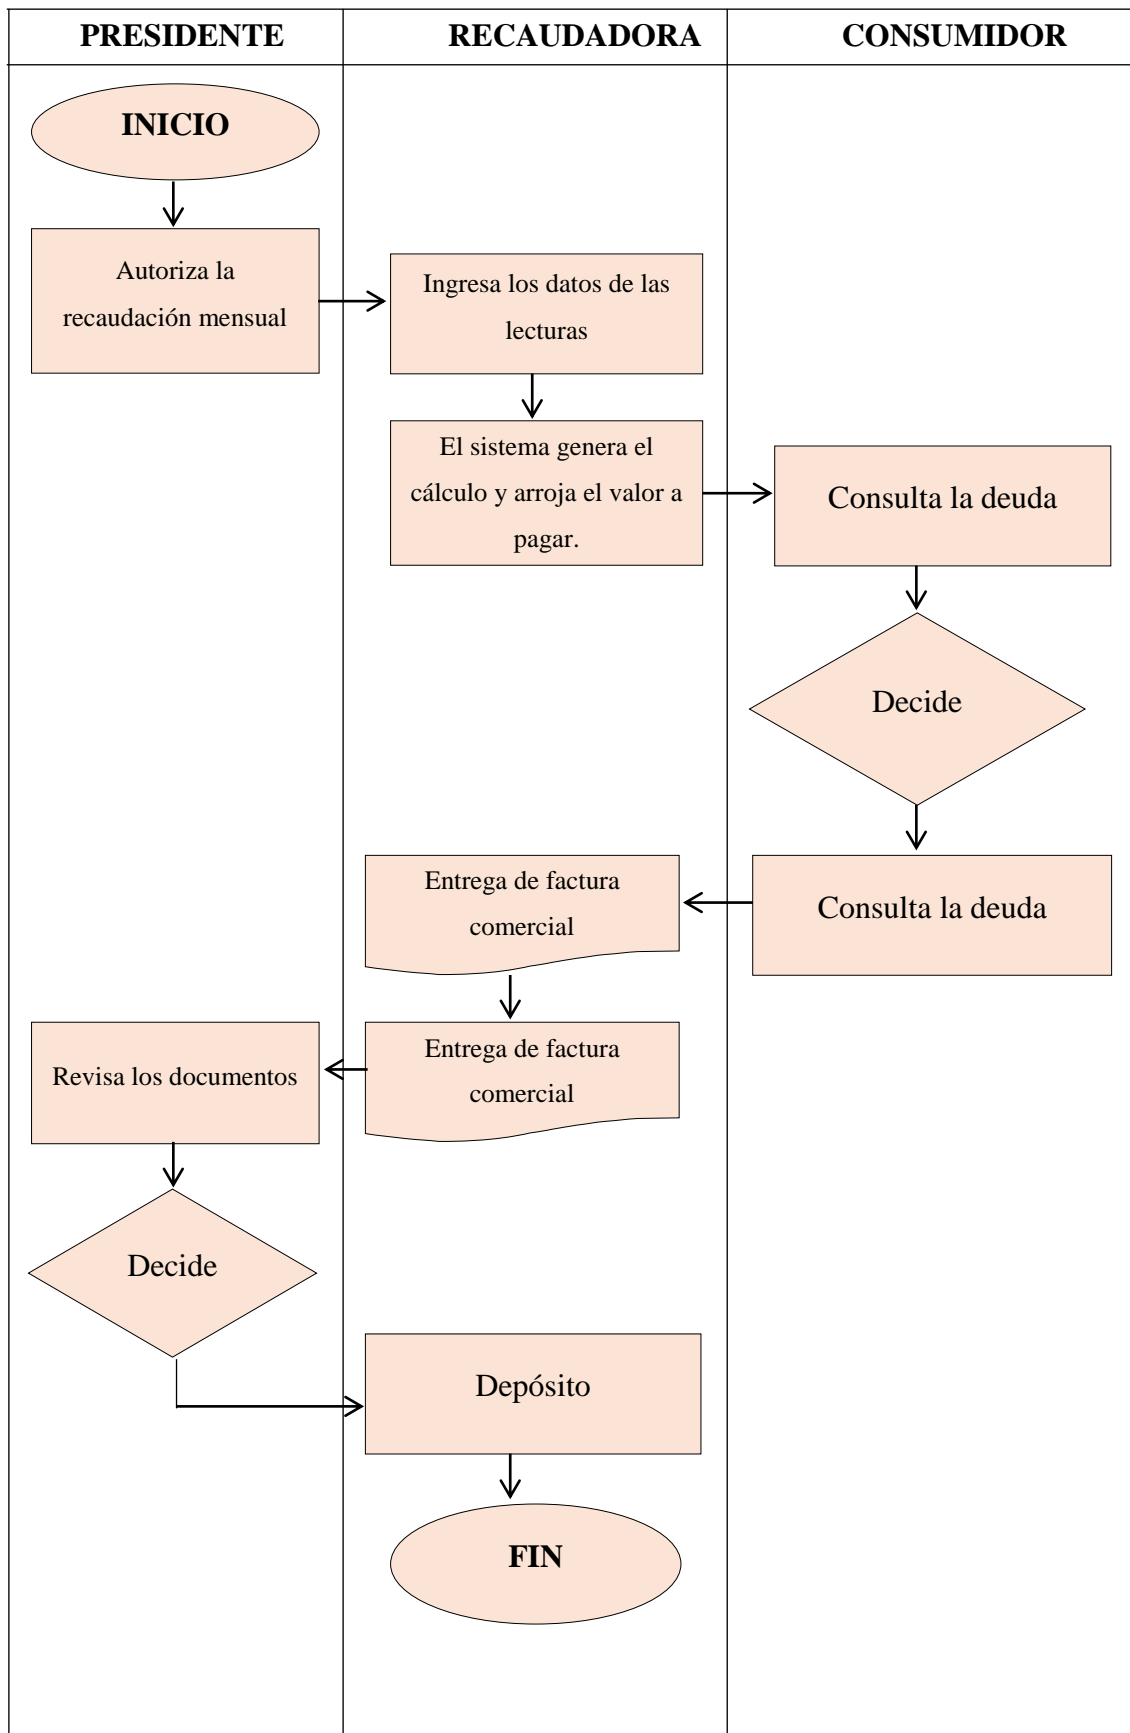 PRESIDENTE
RECAUDADORA
CONSUMIDOR
INICIO
Autoriza la
recaudación mensual
Ingresa los datos de las
lecturas
El sistema genera el
cálculo y arroja el valor a
pagar.
Consulta la deuda
Decide
Consulta la deuda
Entrega de factura
comercial
Entrega de factura
comercial
Revisa los documentos
Decide
Depósito
FIN